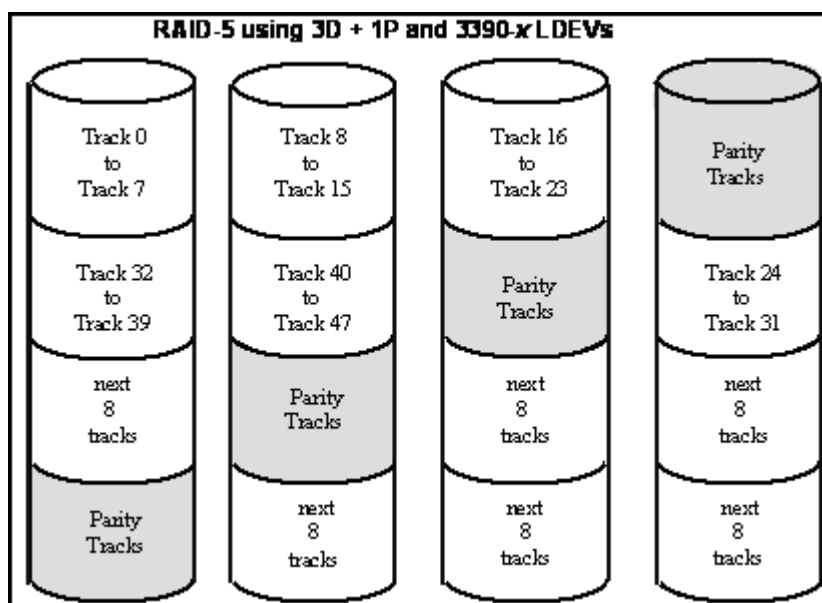 RAID-5 using 3D + 1P and 3390-x LDEVs
Track 0
to
Track 7
Track 8
to
Track 15
Track 16
to
Track 23
Parity
Tracks
Track 32
to
Track 39
Track 40
to
Track 47
Parity
Tracks
Track 24
to
Track 31
next
8
tracks
Parity
Tracks
next
8
tracks
next
8
tracks
Parity
Tracks
next
8
tracks
next
8
tracks
next
8
tracks